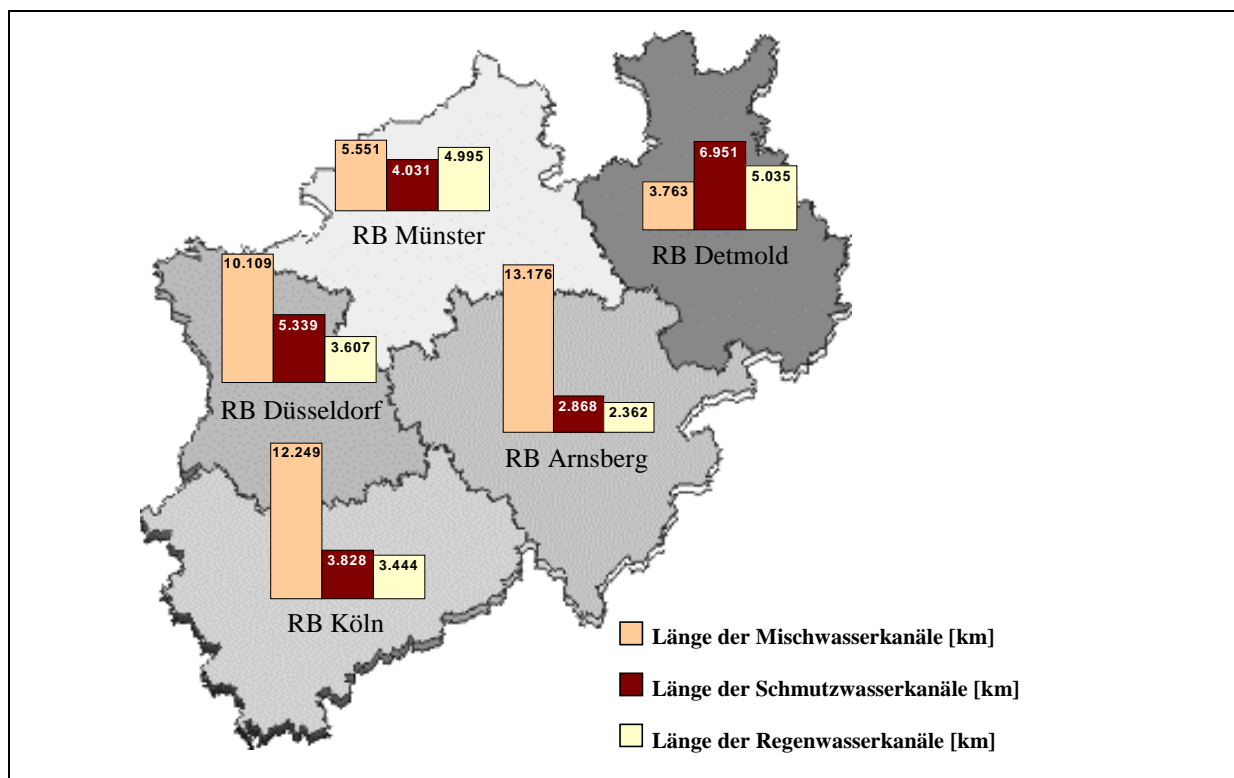 5.551
4.031
4.995
RB Münster
3.763
6.951
5.035
RB Detmold
10.109
5.339
3.607
RB Düsseldorf
13.176
2.868
2.362
RB Arnsberg
12.249
3.828
3.444
RB Köln
Länge der Mischwasserkanäle [km]
Länge der Schmutzwasserkanäle [km]
Länge der Regenwasserkanäle [km]